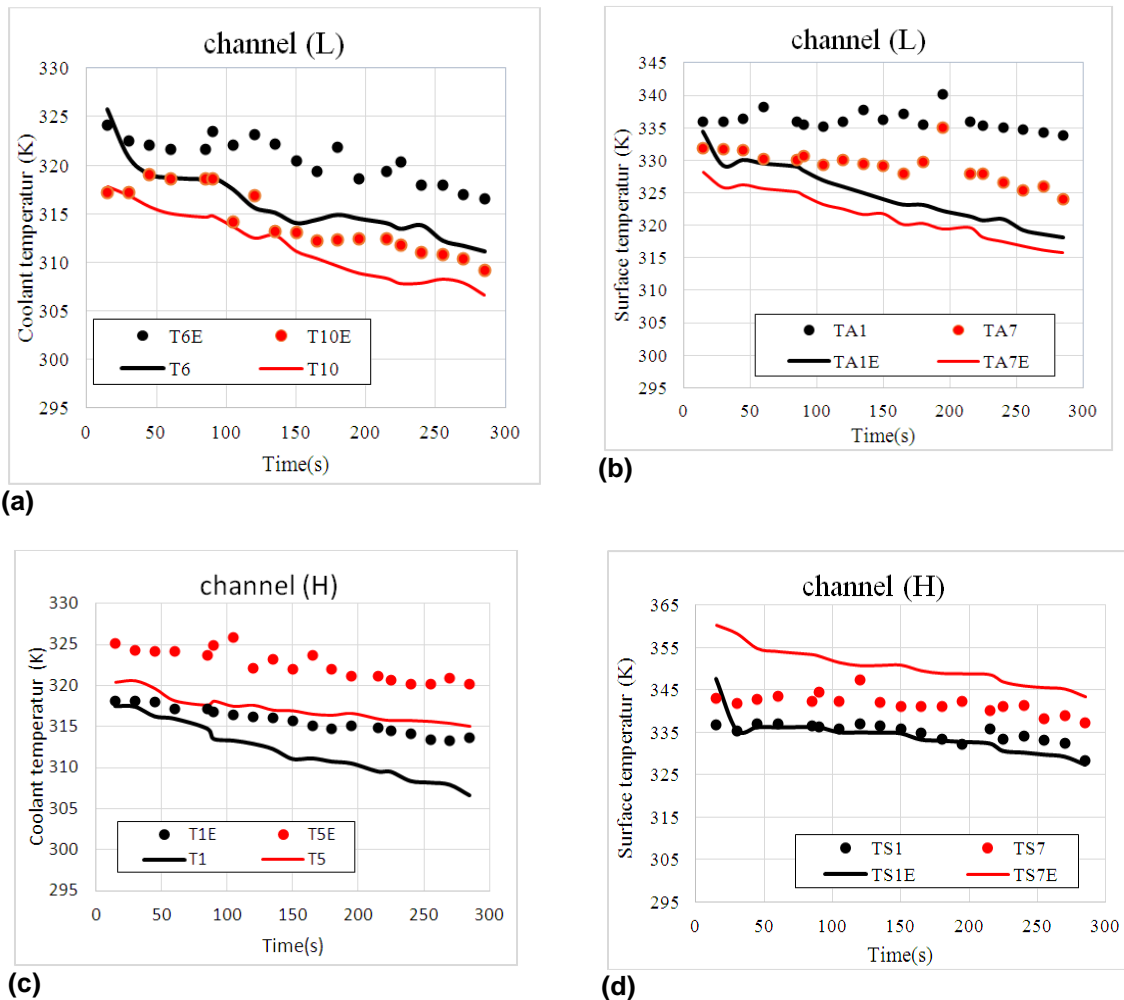 channel (L)
330
325
320
315
310
305
300
295
Coolant temperatur (K)
T6E T10E
T6 T10
0 50 100 150 200 250 300
Time(s)
(a)
channel (L)
345
340
335
330
325
320
315
310
305
300
295
Surface temperatur (K)
TA1 TA7
TA1E TA7E
0 50 100 150 200 250 300
Time(s)
(b)
channel (H)
330
325
320
315
310
305
300
295
Coolant temperatur (K)
T1E T5E
T1 T5
0 50 100 150 200 250 300
Time(s)
(c)
channel (H)
365
355
345
335
325
315
305
295
Surface temperatur (K)
TS1 TS7
TS1E TS7E
0 50 100 150 200 250 300
Time(s)
(d)